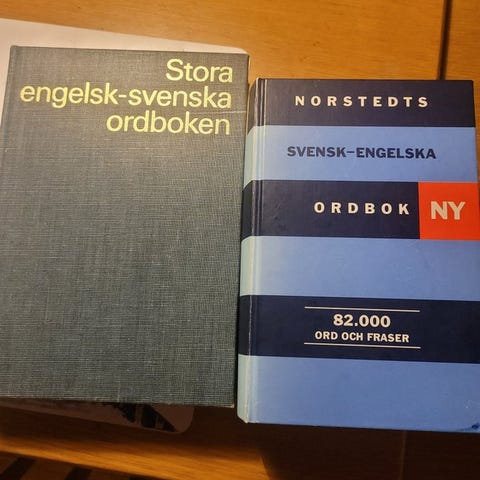 Stora
engelsk-svenska
ordboken
NORSTEDTS
SVENSK-ENGELSKA
ORDBOK NY
82.000
ORD OCH FRASER